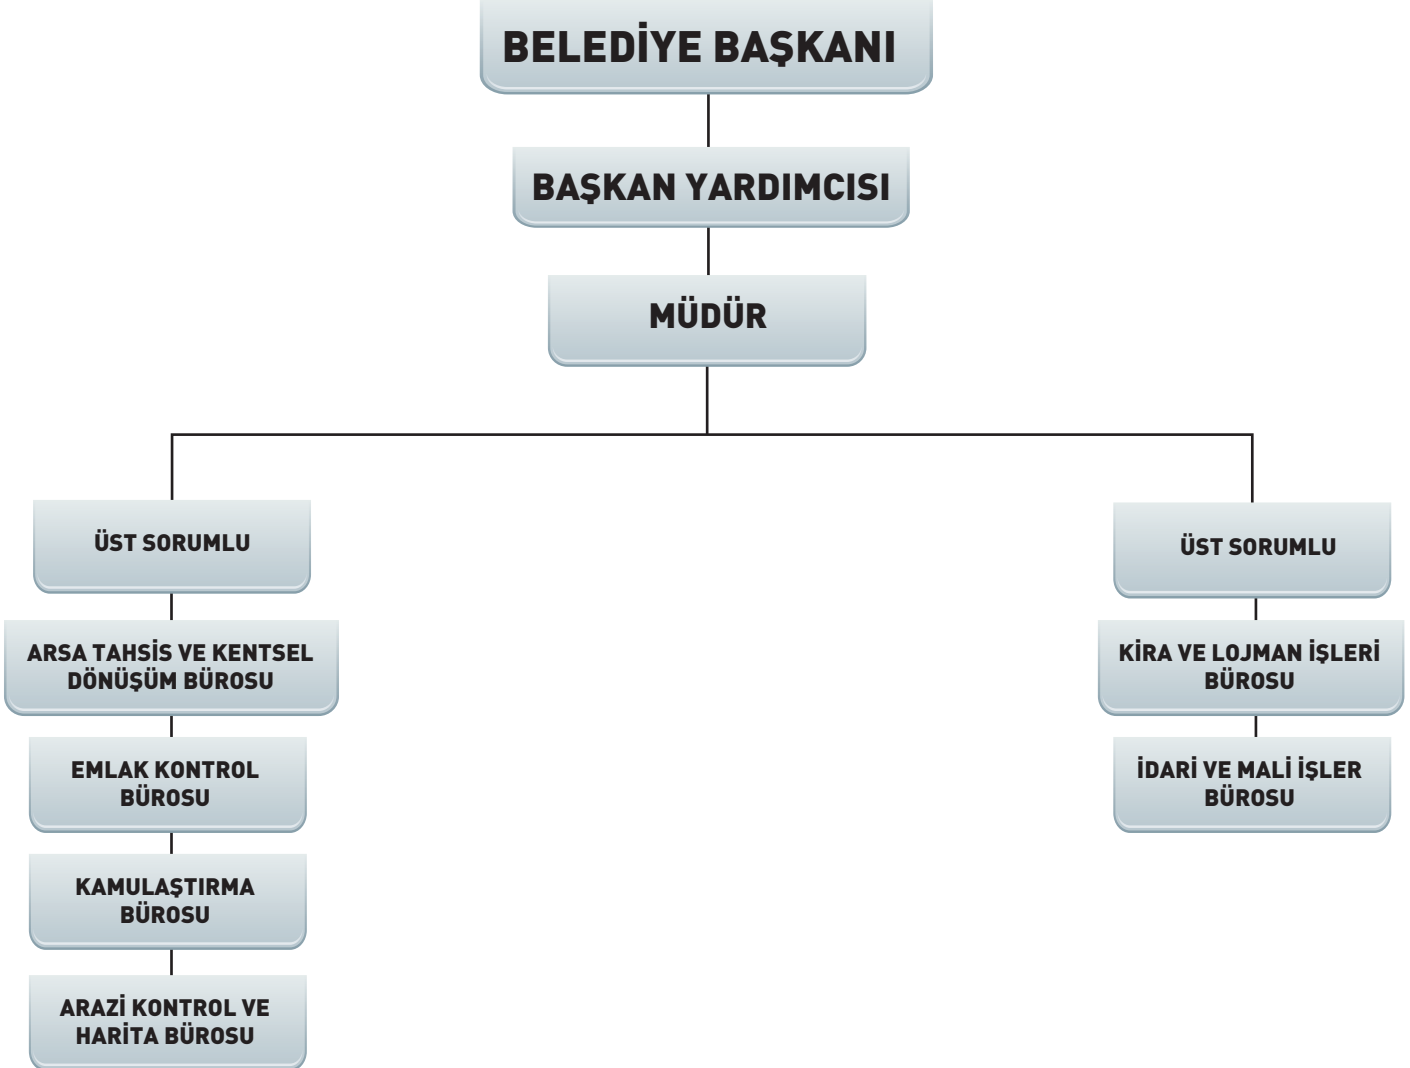 BELEDİYE BAŞKANI
BAŞKAN YARDIMCISI
MÜDÜR
ÜST SORUMLU
ARSA TAHSİS VE KENTSEL
DÖNÜŞÜM BÜROSU
EMLAK KONTROL
BÜROSU
KAMULAŞTIRMA
BÜROSU
ARAZİ KONTROL VE
HARİTA BÜROSU
ÜST SORUMLU
KİRA VE LOJMAN İŞLERİ
BÜROSU
İDARİ VE MALİ İŞLER
BÜROSU